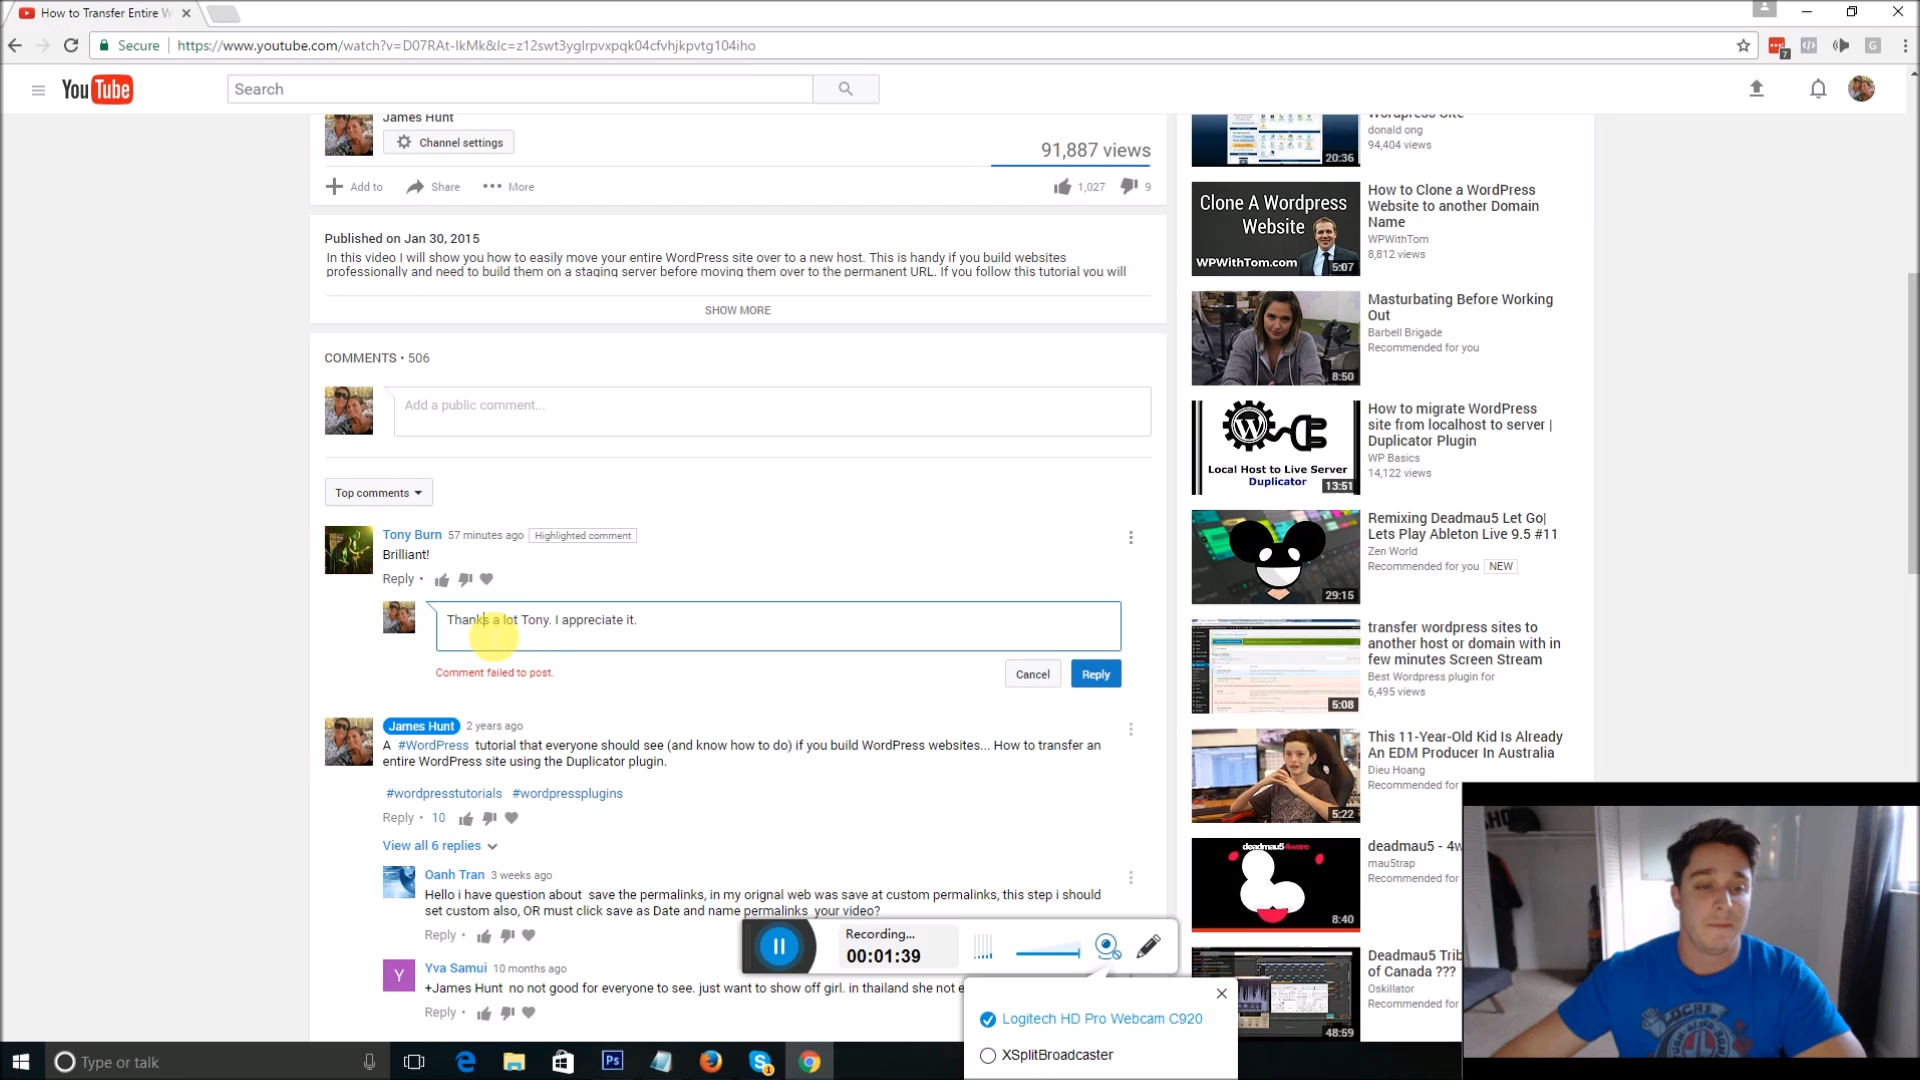 How to Transfer Entire W
Secure
https://www.youtube.com/watch?v=D07RAt-lkMk&lc=z12swt3yglrpvxpqk04cfvhjkpvtg104iho
7
G
YouTube
Search
James Hunt
Channel settings
91,887 views
Add to
Share
More
1,027
9
Published on Jan 30, 2015
In this video I will show you how to easily move your entire WordPress site over to a new host. This is handy if you build websites
professionally and need to build them on a staging server before moving them over to the permanent URL. If you follow this tutorial you will
SHOW MORE
COMMENTS • 506
Add a public comment...
Top comments
Tony Burn 57 minutes ago Highlighted comment
Brilliant!
Reply •
Thanks a lot Tony. I appreciate it.
Comment failed to post.
Cancel
Reply
James Hunt 2 years ago
A #WordPress tutorial that everyone should see (and know how to do) if you build WordPress websites... How to transfer an
entire WordPress site using the Duplicator plugin.
#wordpresstutorials #wordpressplugins
Reply • 10
View all 6 replies
Oanh Tran 3 weeks ago
Hello i have question about save the permalinks, in my orignal web was save at custom permalinks, this step i should
set custom also, OR must click save as Date and name permalinks your video?
Reply •
Y
Yva Samui 10 months ago
+James Hunt no not good for everyone to see. just want to show off girl. in thailand she not e
Reply •
Wordpress Site
donald ong
94,404 views
20:36
Clone A Wordpress
Website
WPWithTom.com
5:07
How to Clone a WordPress
Website to another Domain
Name
WPWithTom
8,812 views
Masturbating Before Working
Out
Barbell Brigade
Recommended for you
8:50
Local Host to Live Server
Duplicator
13:51
How to migrate WordPress
site from localhost to server |
Duplicator Plugin
WP Basics
14,122 views
Remixing Deadmau5 Let Go|
Lets Play Ableton Live 9.5 #11
Zen World
Recommended for you NEW
29:15
transfer wordpress sites to
another host or domain with in
few minutes Screen Stream
Best Wordpress plugin for
6,495 views
5:08
This 11-Year-Old Kid Is Already
An EDM Producer In Australia
Dieu Hoang
Recommended for
5:22
deadmau5 - 4w
mau5trap
Recommended for
8:40
Deadmau5 Trib
of Canada ???
Oskillator
Recommended for
48:59
Recording...
00:01:39
Logitech HD Pro Webcam C920
XSplitBroadcaster
Type or talk
Ps
1